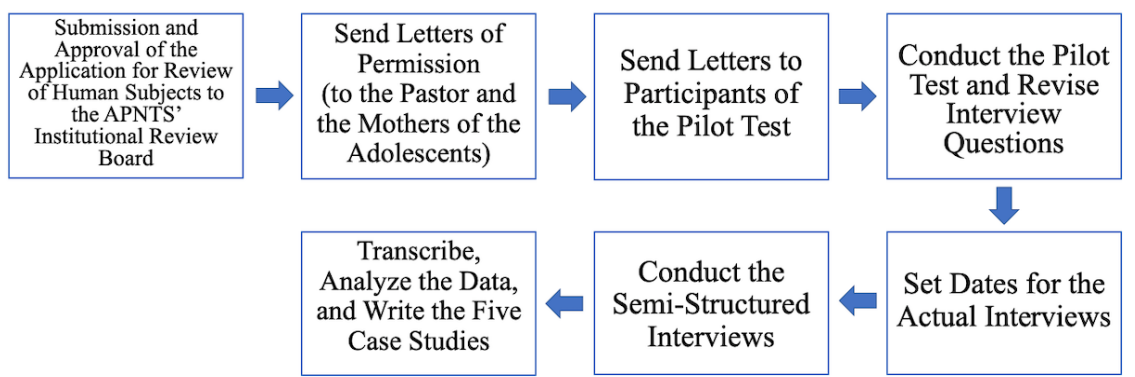 Submission and
Approval of the
Application for Review
of Human Subjects to
the APNTS’
Institutional Review
Board
Send Letters of
Permission
(to the Pastor and
the Mothers of the
Adolescents)
Send Letters to
Participants of
the Pilot Test
Conduct the Pilot
Test and Revise
Interview
Questions
Set Dates for the
Actual Interviews
Conduct the
Semi-Structured
Interviews
Transcribe,
Analyze the Data,
and Write the Five
Case Studies